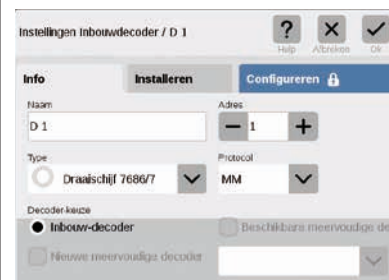 Instellingen Inbouwdecoder / D 1
Help
Afbreken
Ok
Info
Installeren
Configureren
Naam
Adres
D 1
1
Type
Protocol
Draaischijf 7686/7
MM
Decoder-keuze
Inbouw-decoder
Beschikbare meervoudige de
Nieuwe meervoudige decoder